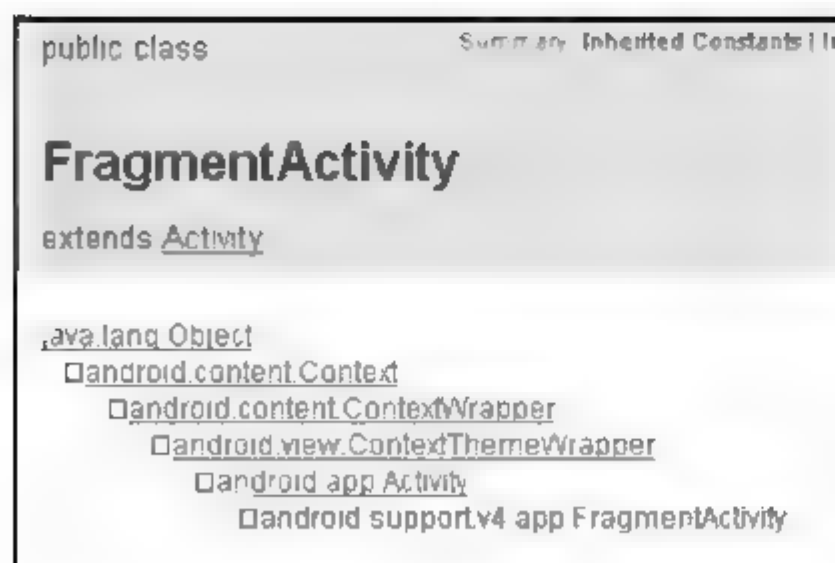 public class
Summary Inherited Constants |
FragmentActivity
extends Activity
java.lang.Object
android.content.Context
android.content.ContextWrapper
android.view.ContextThemeWrapper
android.app.Activity
android.support.v4.app.FragmentActivity